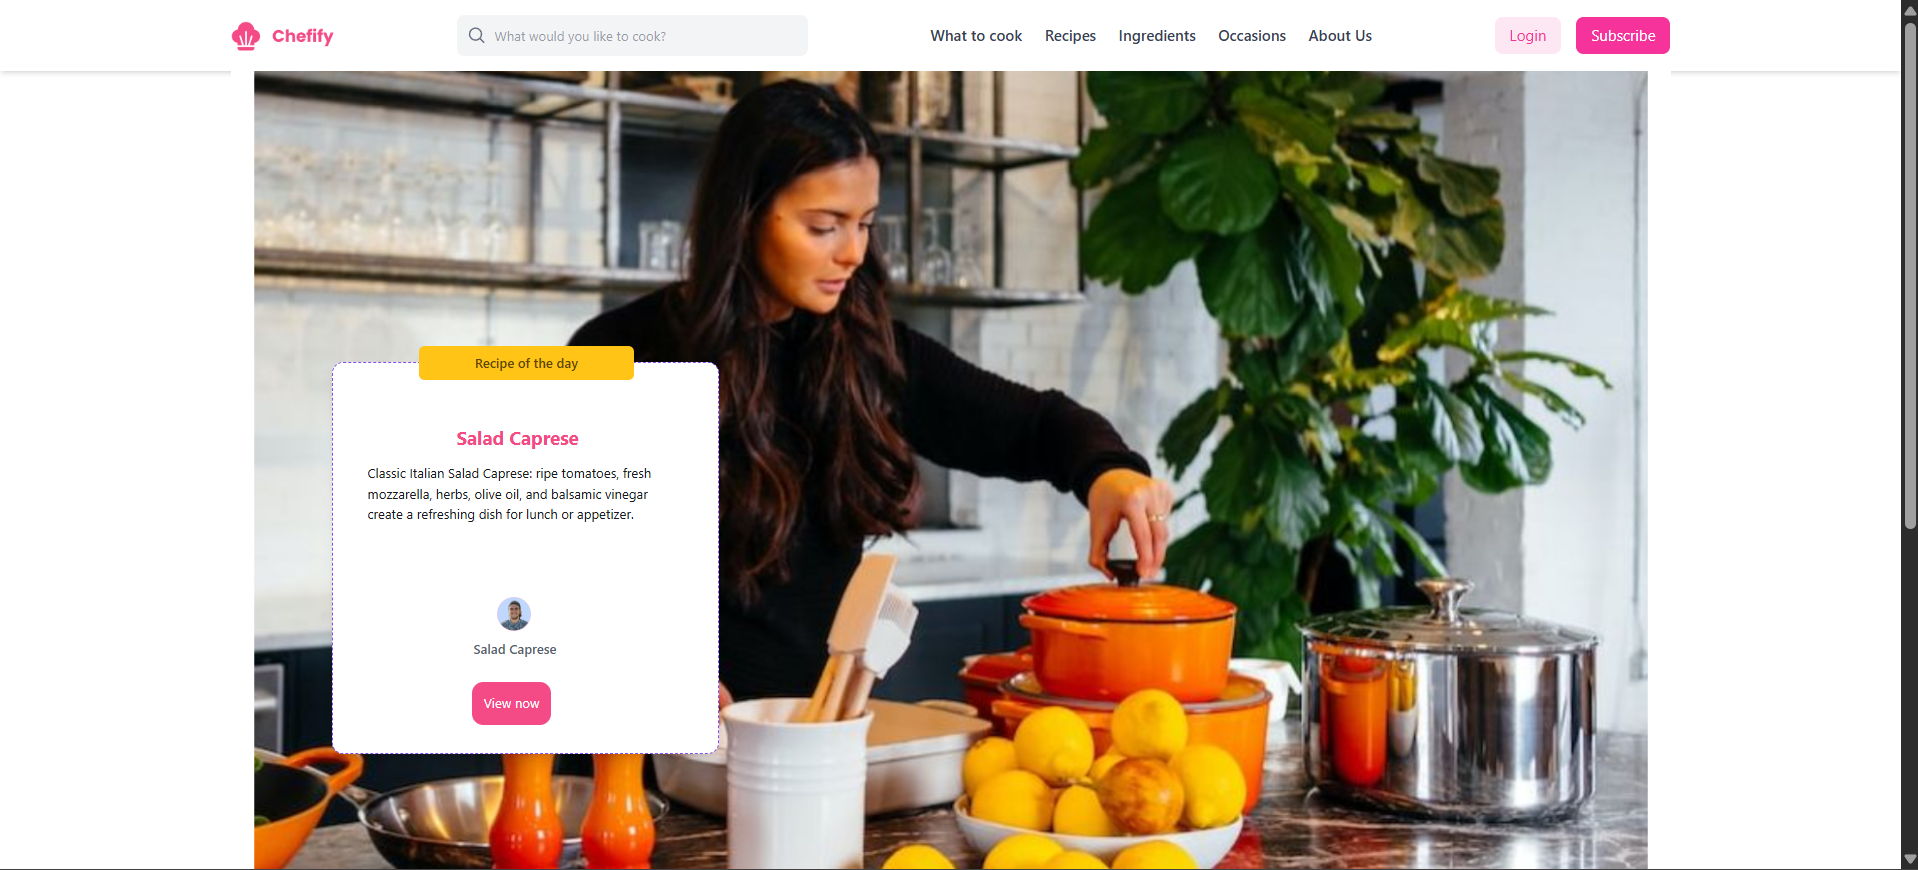 Chefify
What would you like to cook?
What to cook
Recipes
Ingredients
Occasions
About Us
Login
Subscribe
Recipe of the day
Salad Caprese
Classic Italian Salad Caprese: ripe tomatoes, fresh
mozzarella, herbs, olive oil, and balsamic vinegar
create a refreshing dish for lunch or appetizer.
Salad Caprese
View now